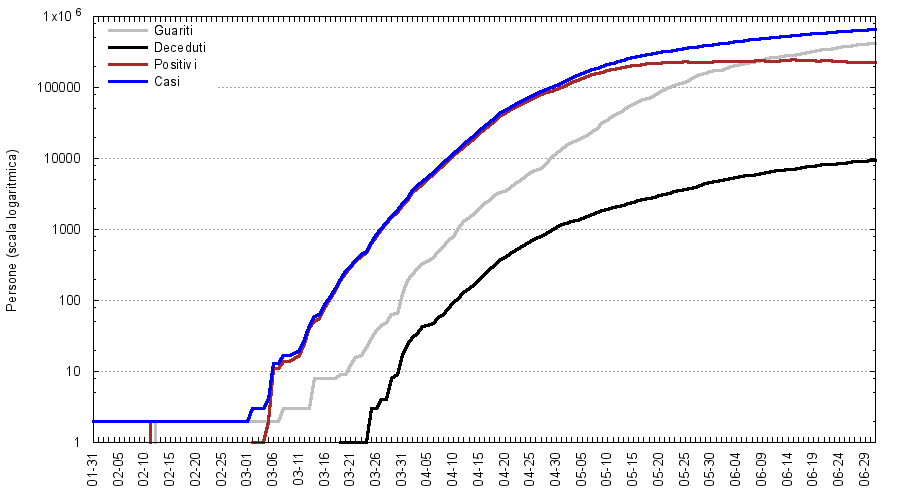 1x10 6
Guariti
Deceduti
Positivi
Casi
100000
10000
1000
100
10
1
Persone (scala logaritmica)
01-31 02-05 02-10 02-15 02-20 02-25 03-01 03-06 03-11 03-16 03-21 03-26 03-31 04-05 04-10 04-15 04-20 04-25 04-30 05-05 05-10 05-15 05-20 05-25 05-30 06-04 06-09 06-14 06-19 06-24 06-29